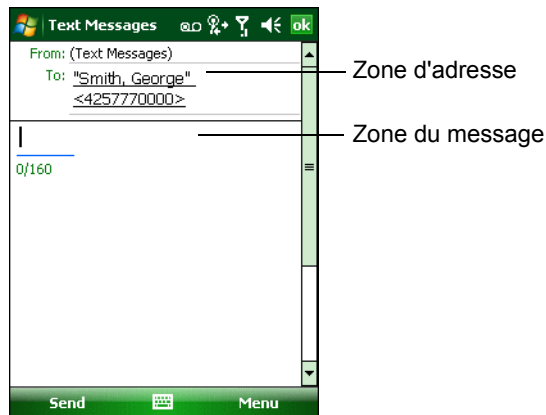 Text Messages ok
From: (Text Messages)
To: "Smith, George"
<4257770000>
Zone d'adresse
Zone du message
0/160
Send Menu